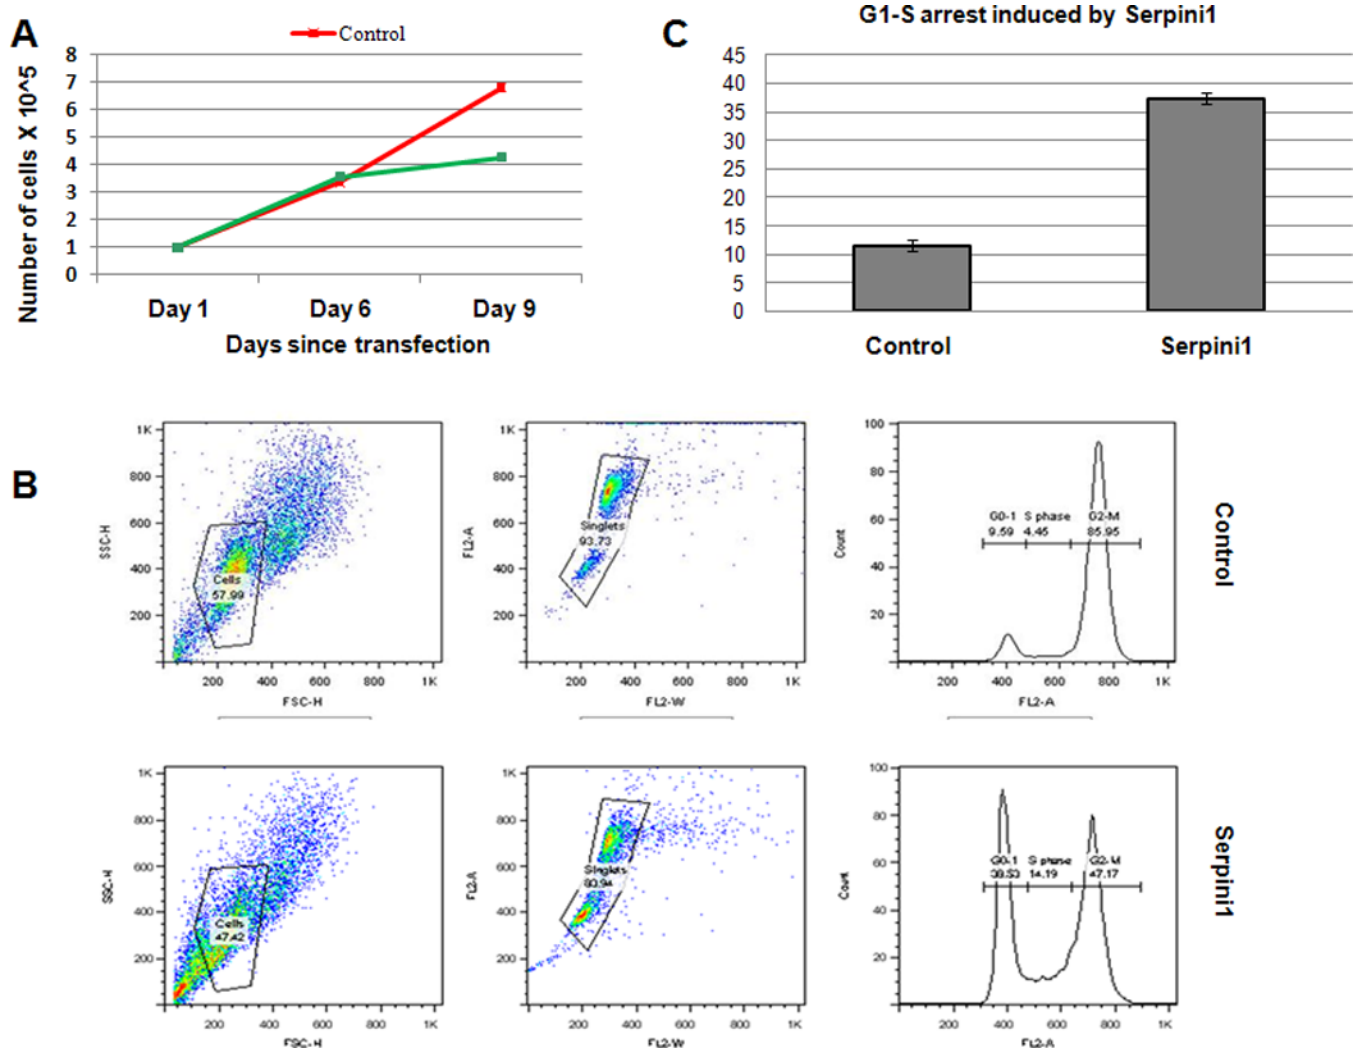 A
Control
8
7
6
5
4
3
2
1
0
Number of cells X 10^5
Day 1 Day 6 Day 9
Days since transfection
C
G1-S arrest induced by Serpini1
45
40
35
30
25
20
15
10
5
0
Control Serpini1
B
1K
800
600
400
200
SSC-H
Cells
57.99
200 400 600 800 1K
FSC-H
1K
800
600
400
200
FL2-A
Singlets
93.73
200 400 600 800 1K
FL2-W
100
80
60
40
20
Count
G0-1 S phase G2-M
9.59 4.45 85.95
200 400 600 800 1K
FL2-A
Control
1K
800
600
400
200
SSC-H
Cells
47.42
200 400 600 800 1K
FSC-H
1K
800
600
400
200
FL2-A
Singlets
80.94
200 400 600 800 1K
FL2-W
100
80
60
40
20
Count
G0-1 S phase G2-M
38.53 14.19 47.17
200 400 600 800 1K
FL2-A
Serpini1